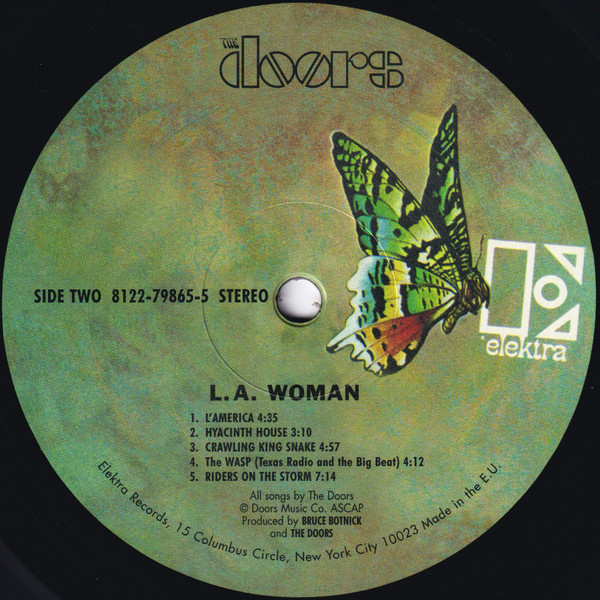 THE
doors
SIDE TWO 8122-79865-5 STEREO
elektra
L.A. WOMAN
1. L'AMERICA 4:35
2. HYACINTH HOUSE 3:10
3. CRAWLING KING SNAKE 4:57
4. The WASP (Texas Radio and the Big Beat) 4:12
5. RIDERS ON THE STORM 7:14
All songs by The Doors
© Doors Music Co. ASCAP
Produced by BRUCE BOTNICK
and THE DOORS
Elektra Records, 15 Columbus Circle, New York City 10023 Made in the E.U.